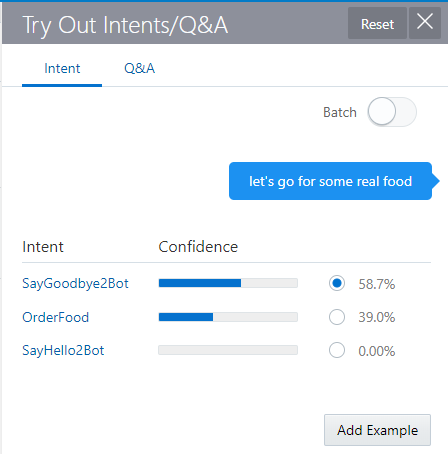 Try Out Intents/Q&A
Reset
Intent
Q&A
Batch
let's go for some real food
Intent Confidence
SayGoodbye2Bot 58.7%
OrderFood 39.0%
SayHello2Bot 0.00%
Add Example